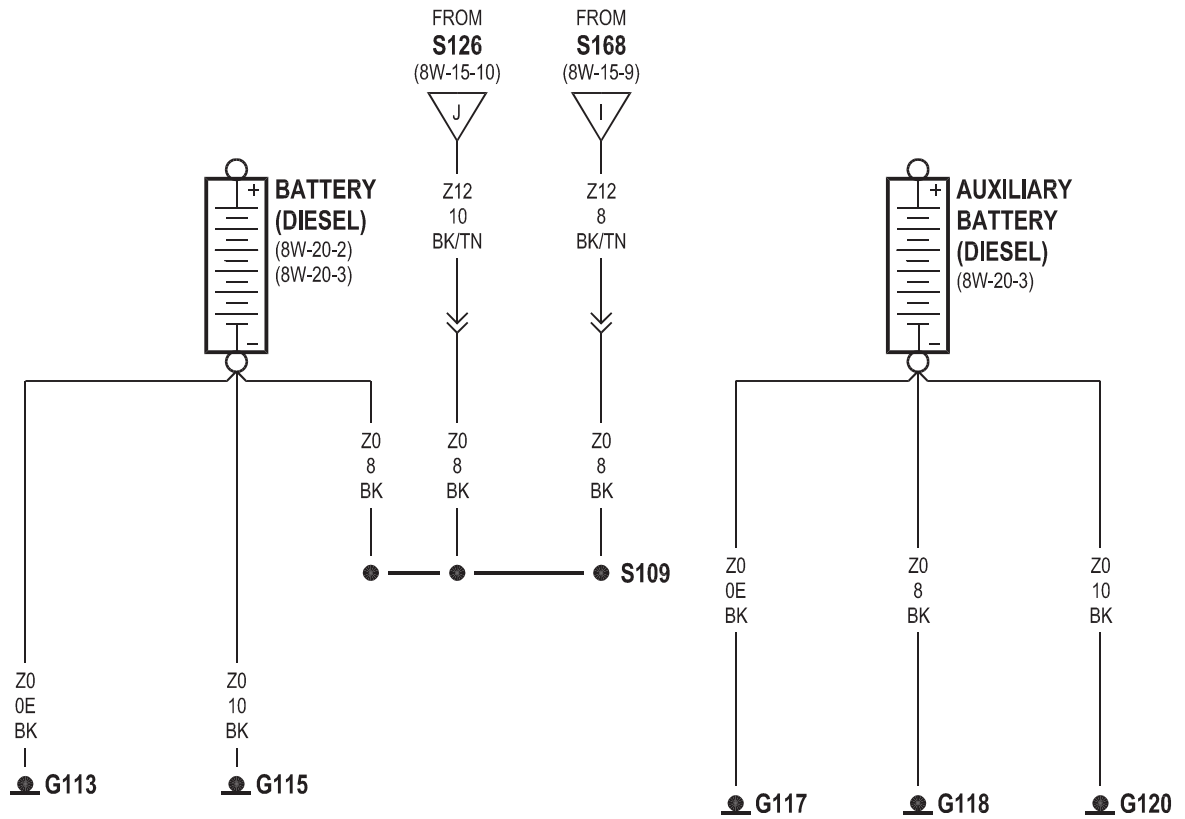 FROM
S126
(8W-15-10)
J
FROM
S168
(8W-15-9)
I
+
BATTERY
(DIESEL)
(8W-20-2)
(8W-20-3)
−
Z12
10
BK/TN
Z12
8
BK/TN
+
AUXILIARY
BATTERY
(DIESEL)
(8W-20-3)
−
Z0
8
BK
Z0
8
BK
Z0
8
BK
S109
Z0
0E
BK
Z0
8
BK
Z0
10
BK
Z0
0E
BK
Z0
10
BK
G113
G115
G117
G118
G120